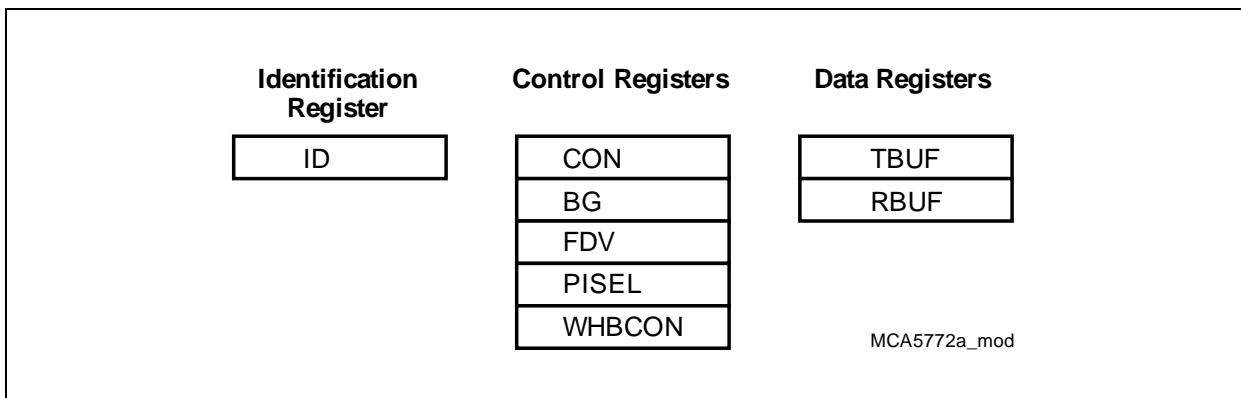 Identification
Register
Control Registers
Data Registers
ID
CON
BG
FDV
PISEL
WHBCON
TBUF
RBUF
MCA5772a_mod